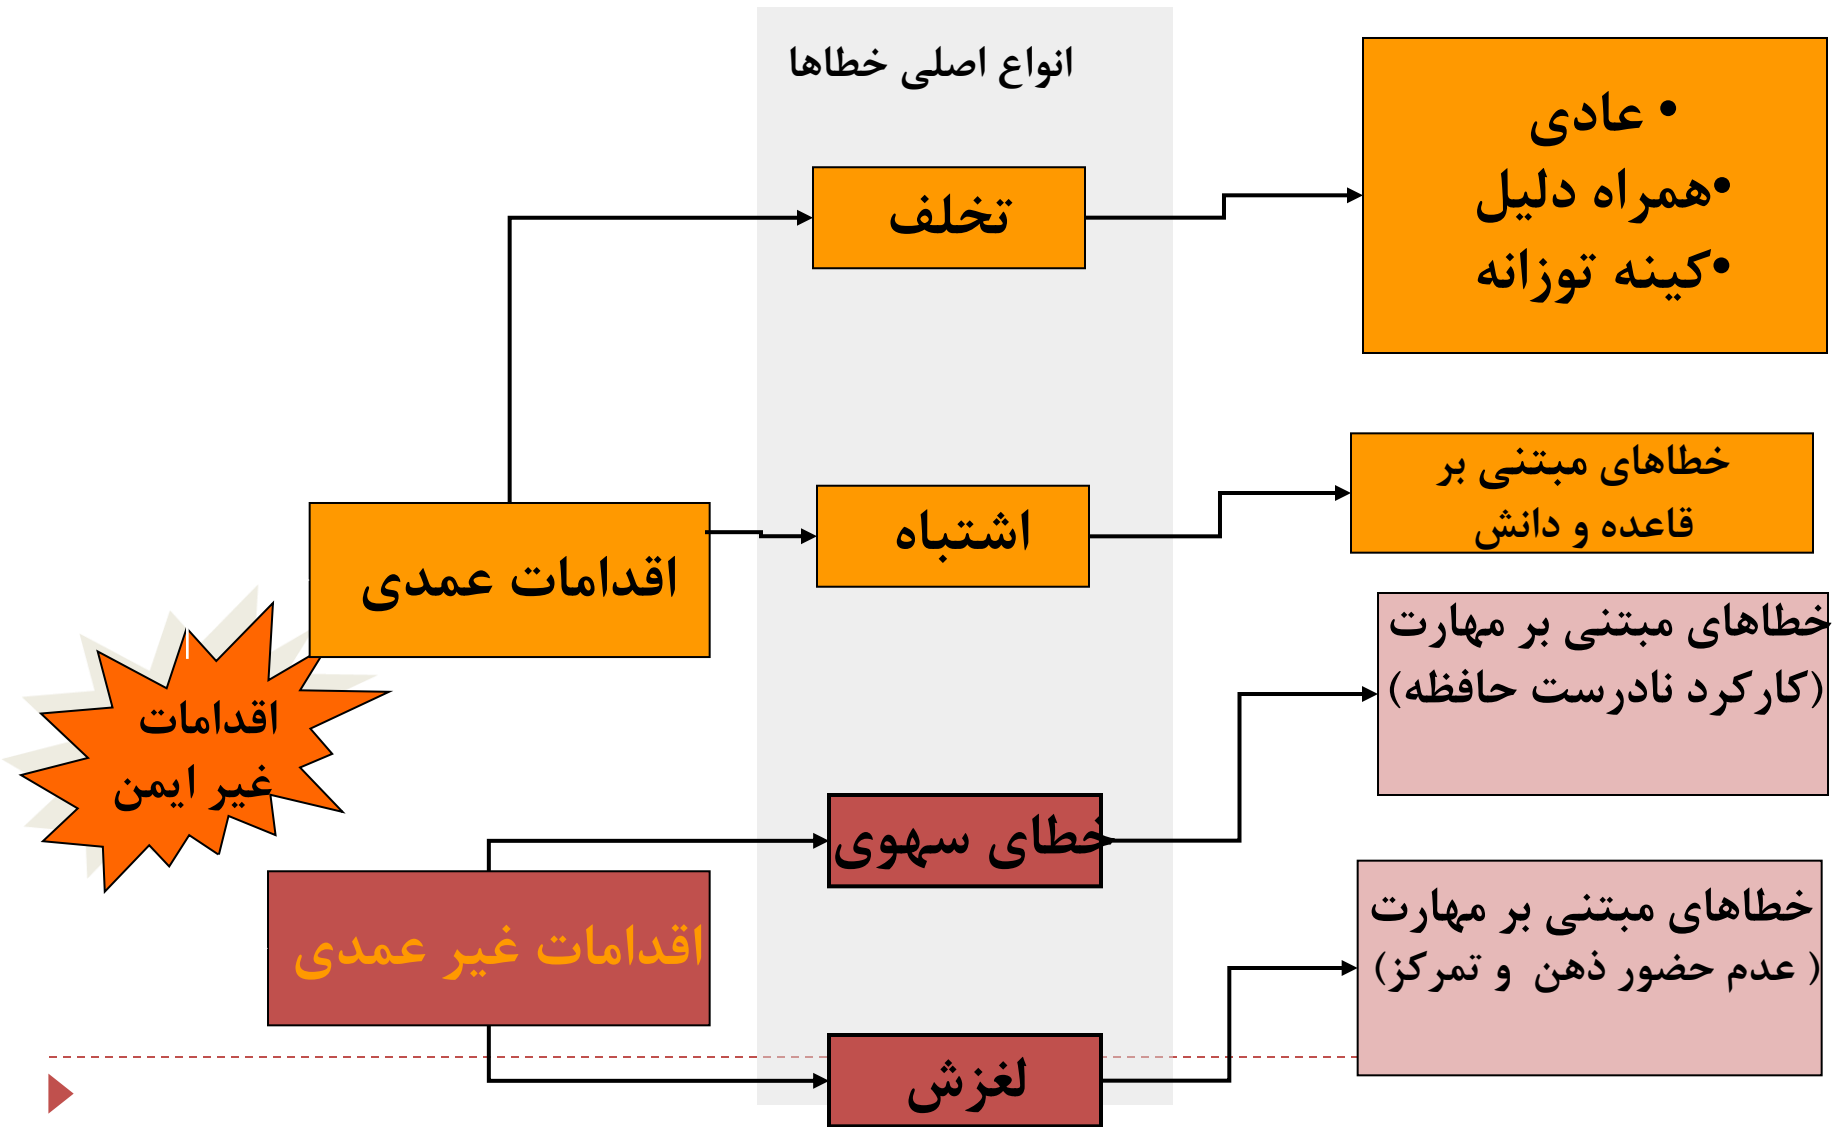 انواع اصلی خطاها
• عادی
•همراه دلیل
•کینه توزانه
تخلف
خطاهای مبتنی بر
قاعده و دانش
اشتباه
اقدامات عمدی
خطاهای مبتنی بر مهارت
(کارکرد نادرست حافظه)
اقدامات
غیر ایمن
خطای سهوی
خطاهای مبتنی بر مهارت
( عدم حضور ذهن و تمرکز)
اقدامات غیر عمدی
لغزش